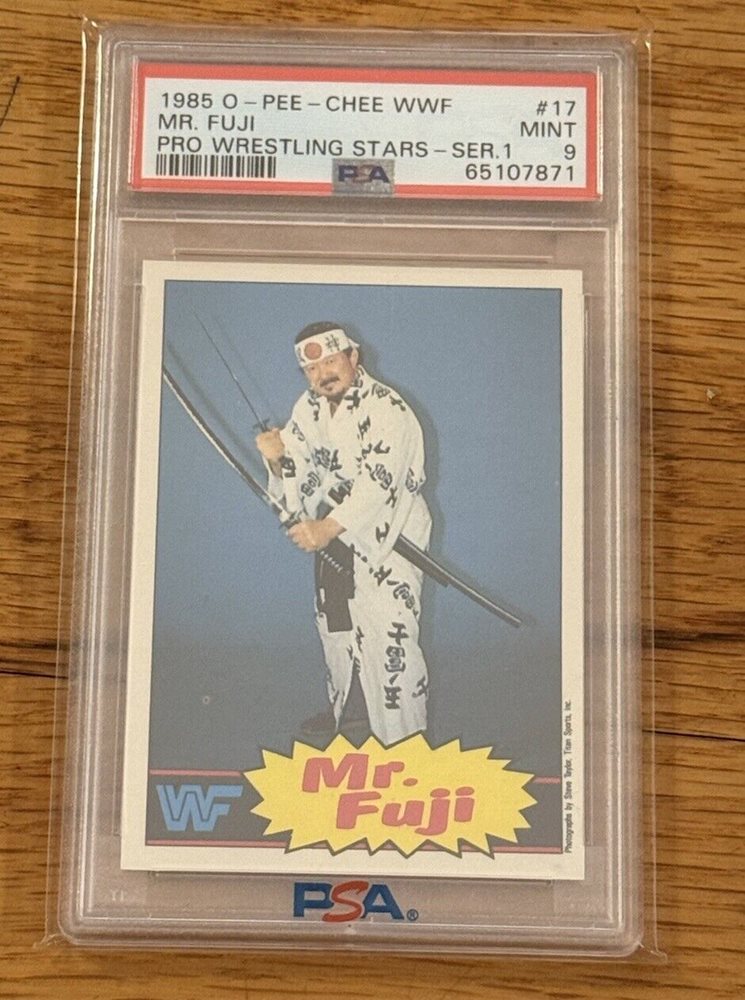 1985 O-PEE-CHEE WWF #17
MR. FUJI MINT
PRO WRESTLING STARS-SER.1 9
PSA 65107871
Mr.
Fuji
WF
Photographs by Steve Taylor, Titan Sports, Inc.
PSA®